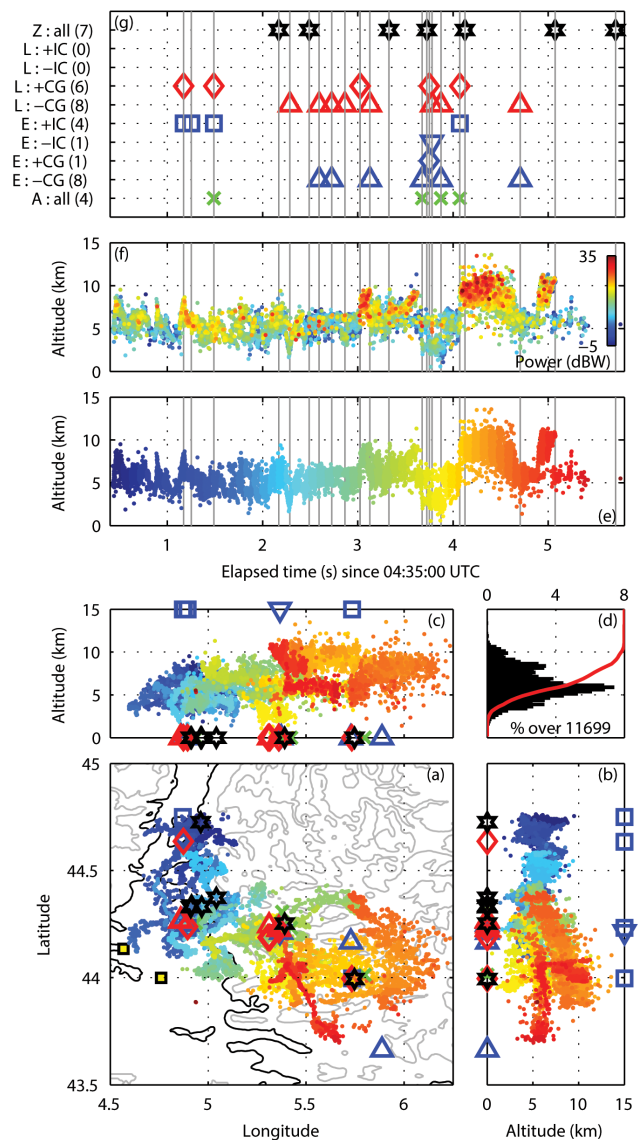 (g)
Z : all (7)
L : +IC (0)
L : −IC (0)
L : +CG (6)
L : −CG (8)
E : +IC (4)
E : −IC (1)
E : +CG (1)
E : −CG (8)
A : all (4)
15
10
5
0
Altitude (km)
(f)
35
−5
Power (dBW)
15
10
5
0
Altitude (km)
(e)
1 2 3 4 5
Elapsed time (s) since 04:35:00 UTC
15
10
5
0
Altitude (km)
(c)
0 8
(d)
% over 11699
45
44.5
44
43.5
Latitude
(a)
4.5 5 5.5 6
Longitude
(b)
0 5 10 15
Altitude (km)